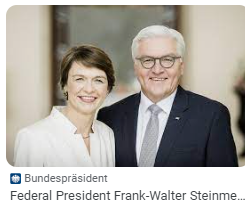 Bundespräsident
Federal President Frank-Walter Steinme...